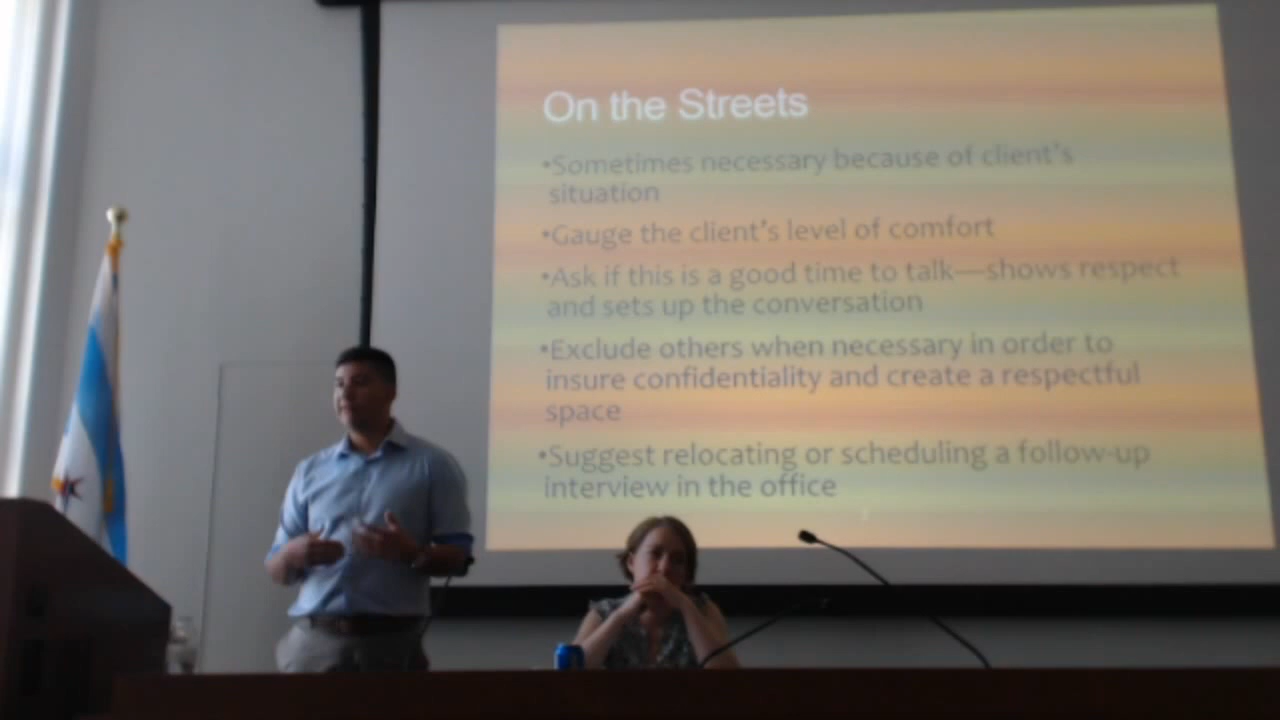 On the Streets
•Sometimes necessary because of client's
situation
•Gauge the client's level of comfort
•Ask if this is a good time to talk—shows respect
and sets up the conversation
•Exclude others when necessary in order to
insure confidentiality and create a respectful
space
•Suggest relocating or scheduling a follow-up
interview in the office